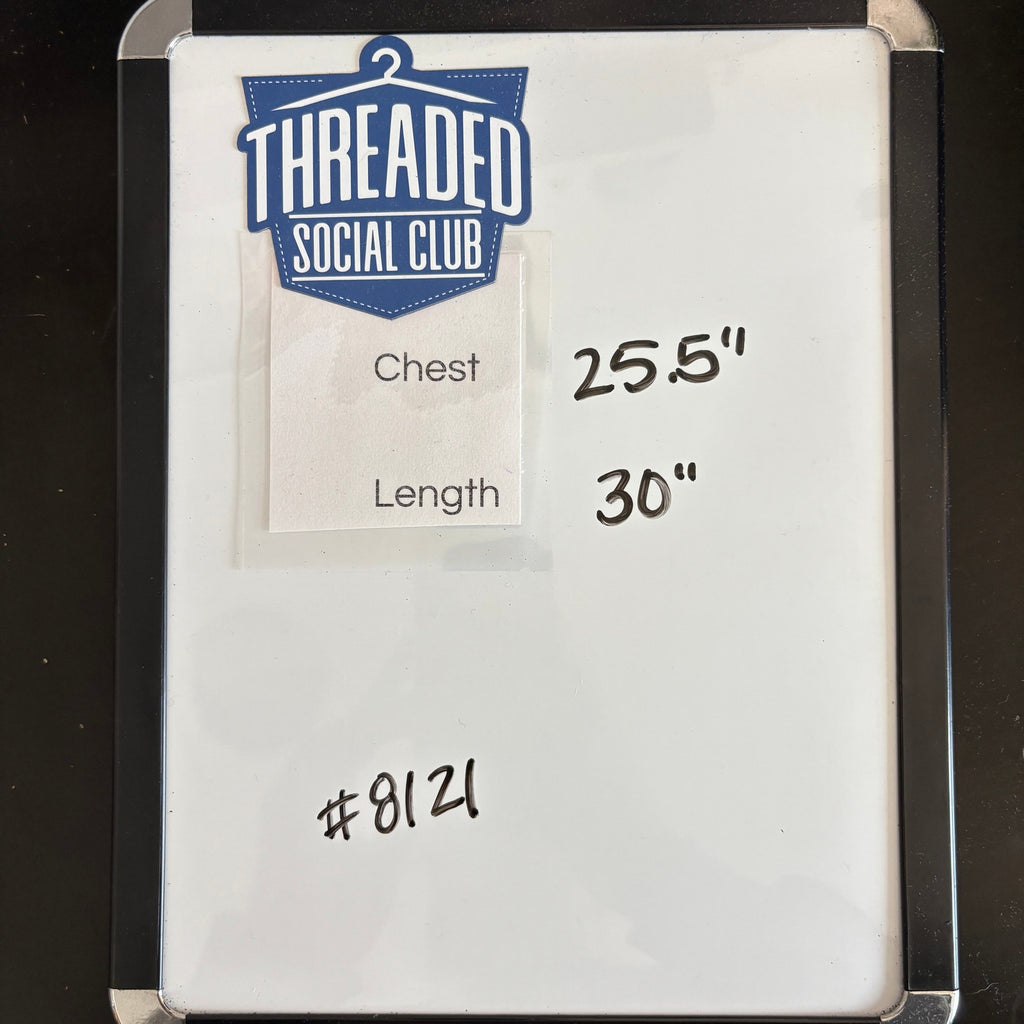 THREADED
SOCIAL CLUB
Chest 25.5"
Length 30"
#8121